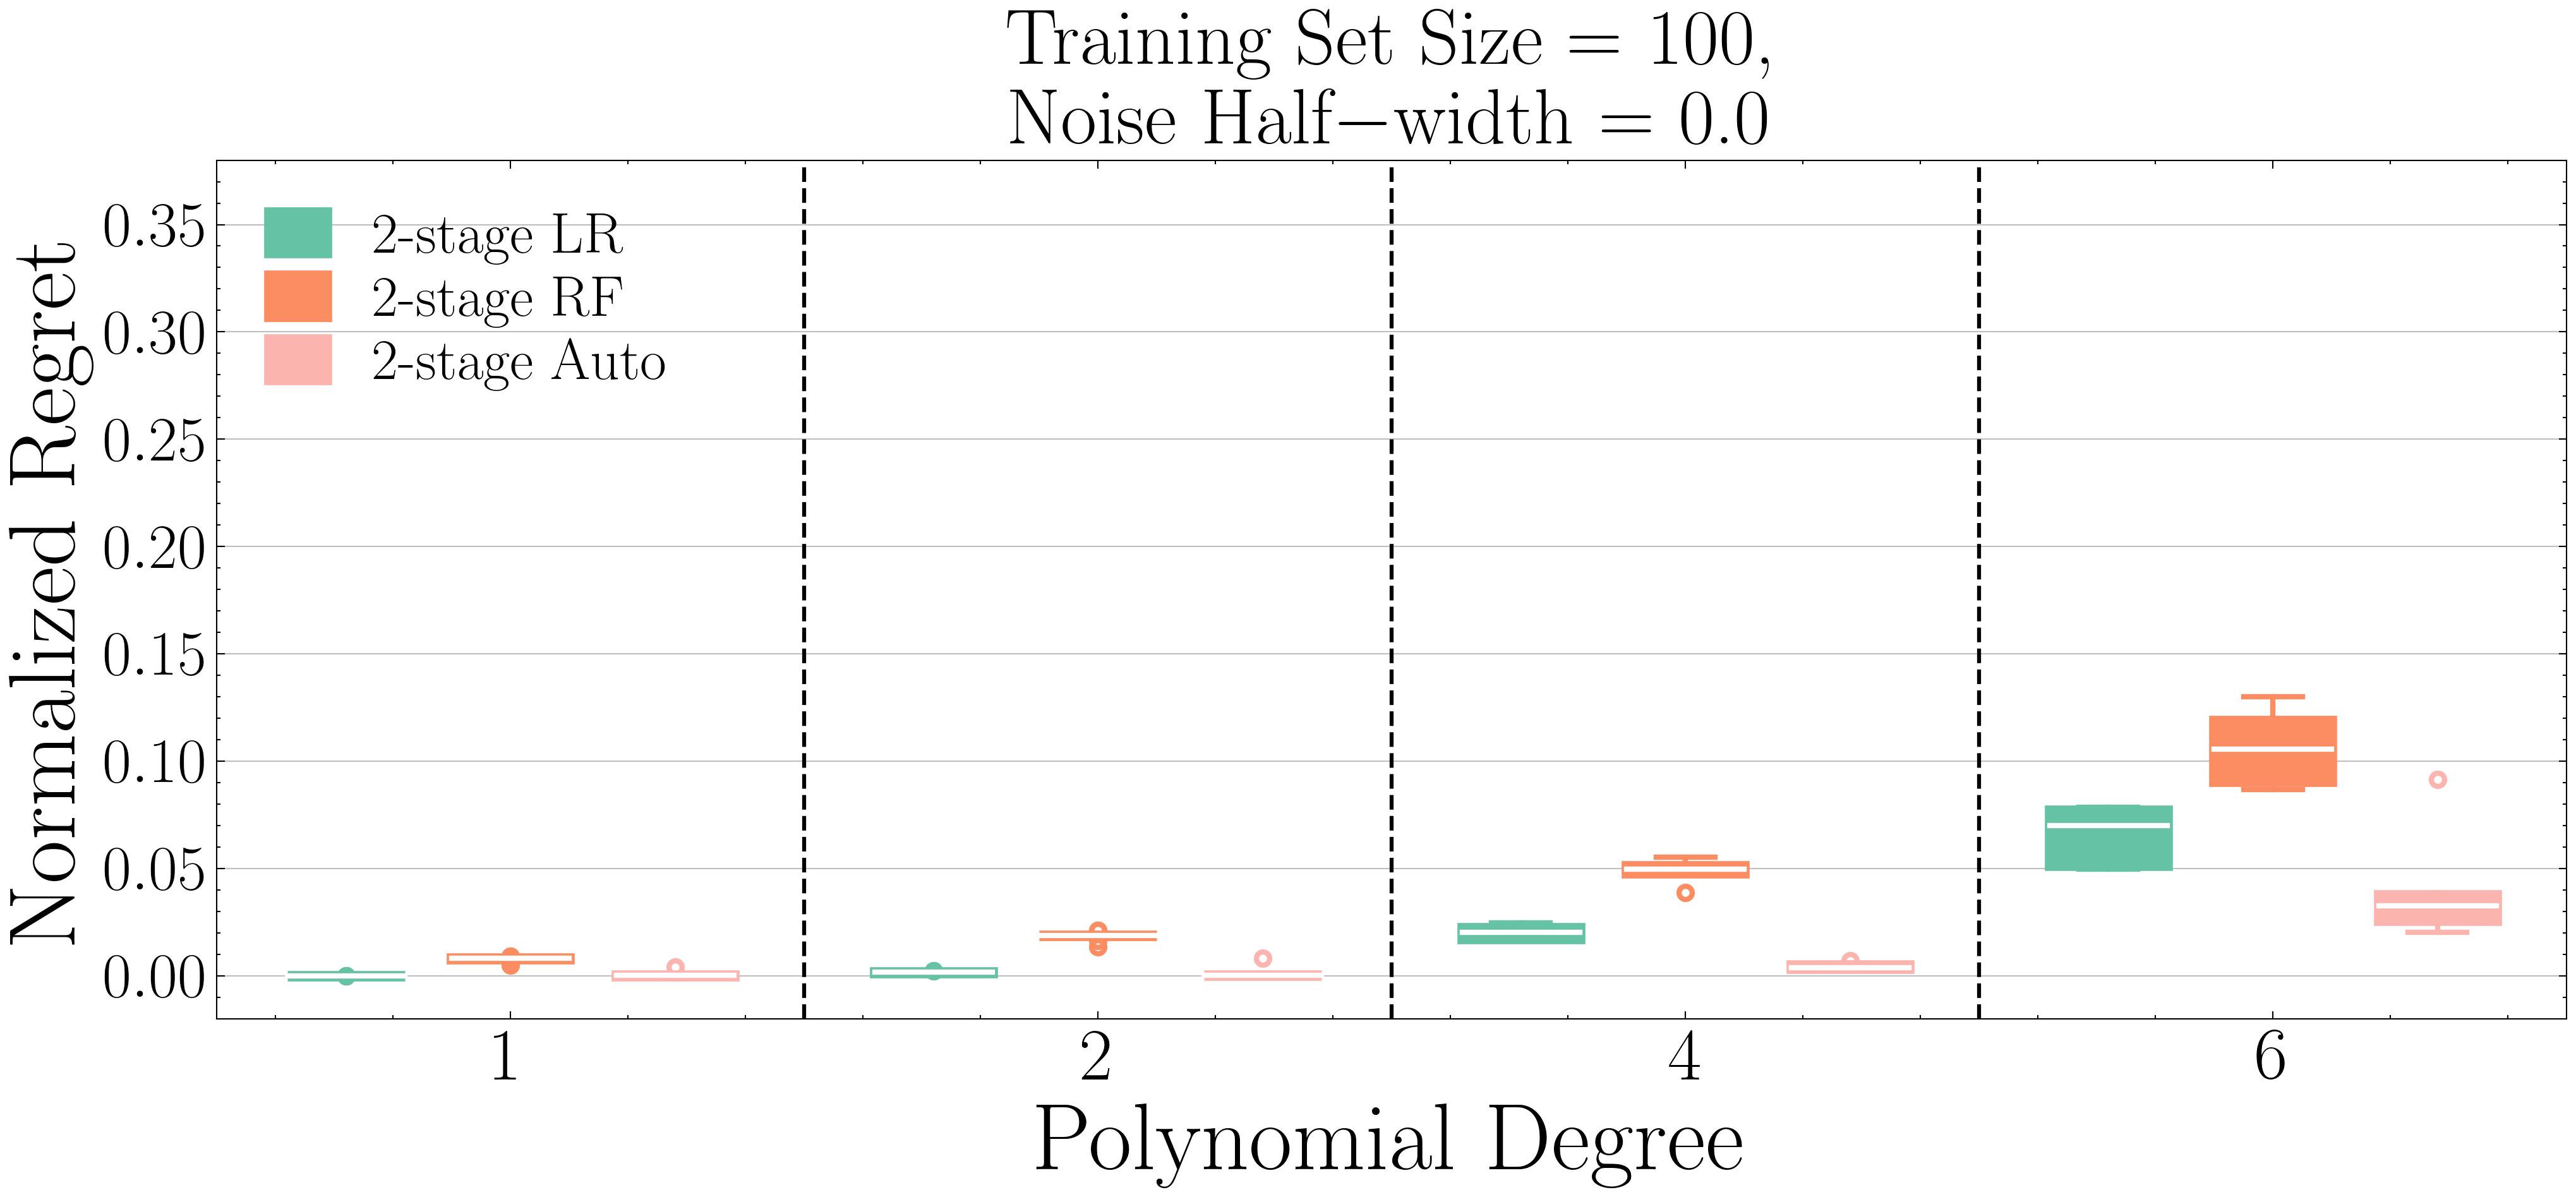 Training Set Size = 100,
Noise Half−width = 0.0
Normalized Regret
0.35
0.30
0.25
0.20
0.15
0.10
0.05
0.00
2-stage LR
2-stage RF
2-stage Auto
1 2 4 6
Polynomial Degree